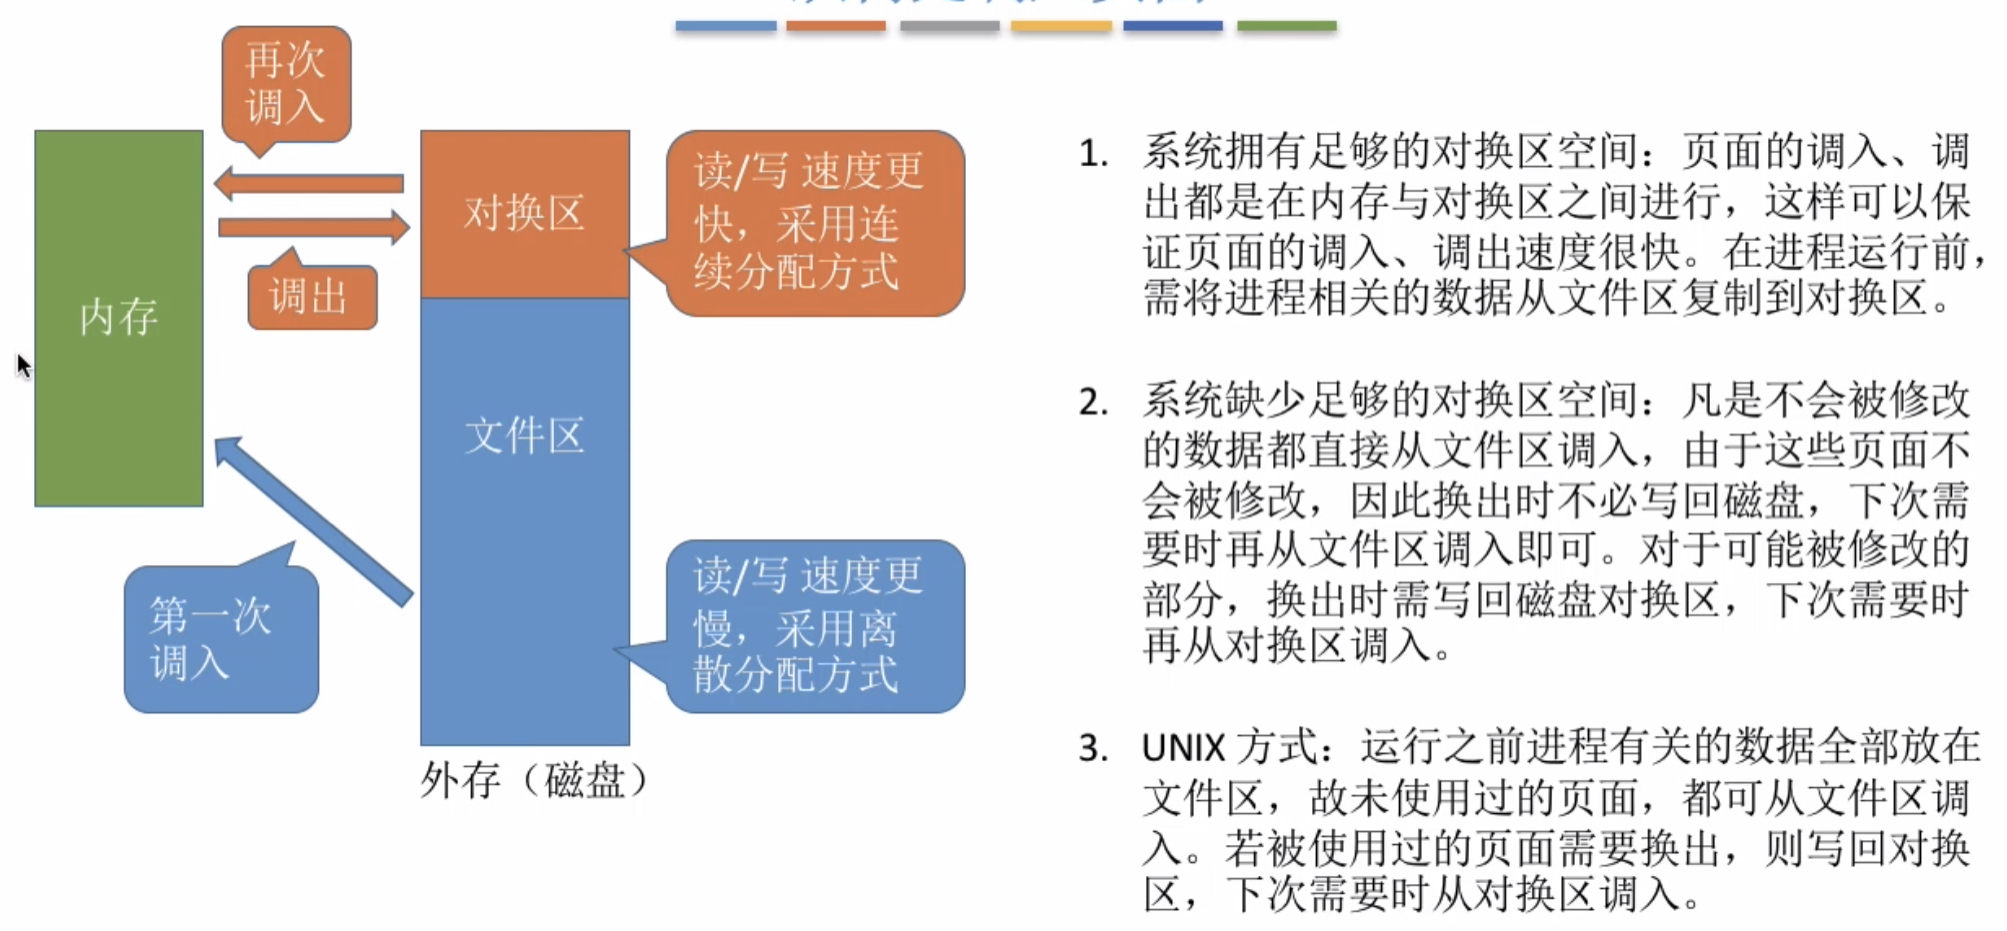 再次
调入
内存
调出
对换区
读/写 速度更
快，采用连
续分配方式
文件区
第一次
调入
读/写 速度更
慢，采用离
散分配方式
外存（磁盘）
1. 系统拥有足够的对换区空间：页面的调入、调
出都是在内存与对换区之间进行，这样可以保
证页面的调入、调出速度很快。在进程运行前，
需将进程相关的数据从文件区复制到对换区。
2. 系统缺少足够的对换区空间：凡是不会被修改
的数据都直接从文件区调入，由于这些页面不
会被修改，因此换出时不必写回磁盘，下次需
要时再从文件区调入即可。对于可能被修改的
部分，换出时需写回磁盘对换区，下次需要时
再从对换区调入。
3. UNIX 方式：运行之前进程有关的数据全部放在
文件区，故未使用过的页面，都可从文件区调
入。若被使用过的页面需要换出，则写回对换
区，下次需要时从对换区调入。